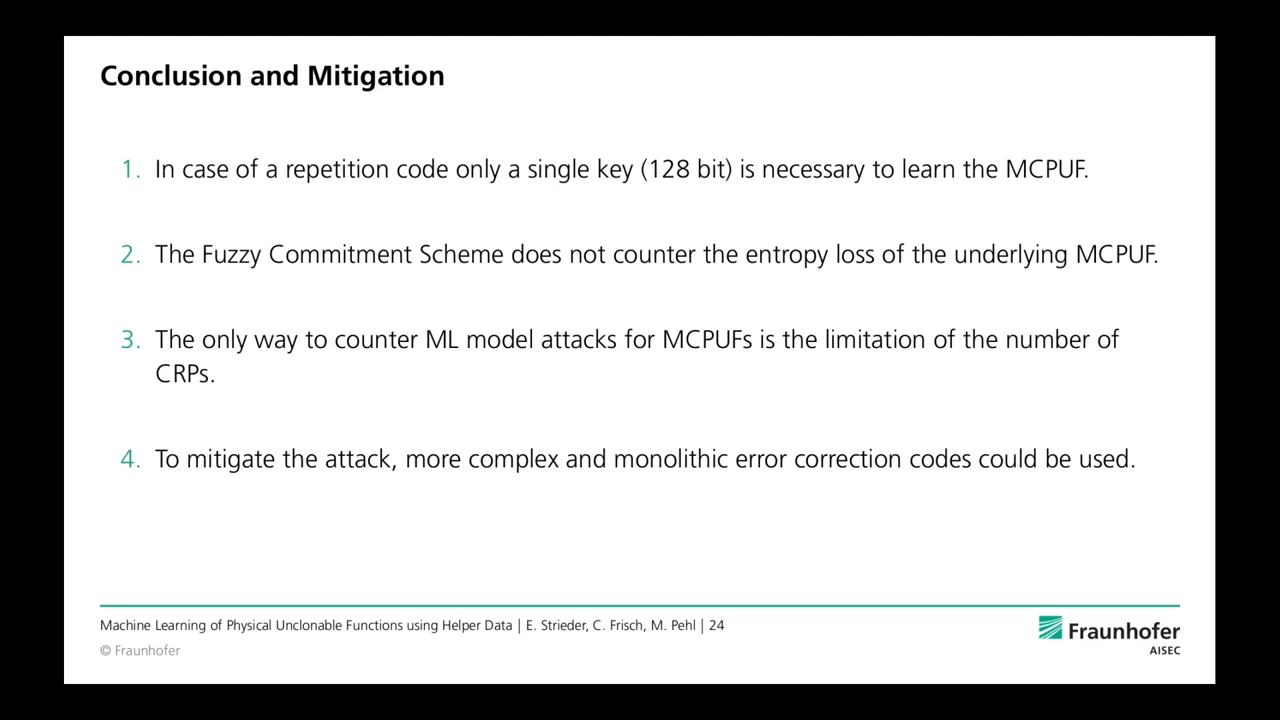 Conclusion and Mitigation
1. In case of a repetition code only a single key (128 bit) is necessary to learn the MCPUF.
2. The Fuzzy Commitment Scheme does not counter the entropy loss of the underlying MCPUF.
3. The only way to counter ML model attacks for MCPUFs is the limitation of the number of
CRPs.
4. To mitigate the attack, more complex and monolithic error correction codes could be used.
Machine Learning of Physical Unclonable Functions using Helper Data | E. Strieder, C. Frisch, M. Pehl | 24
© Fraunhofer
Fraunhofer
AISEC